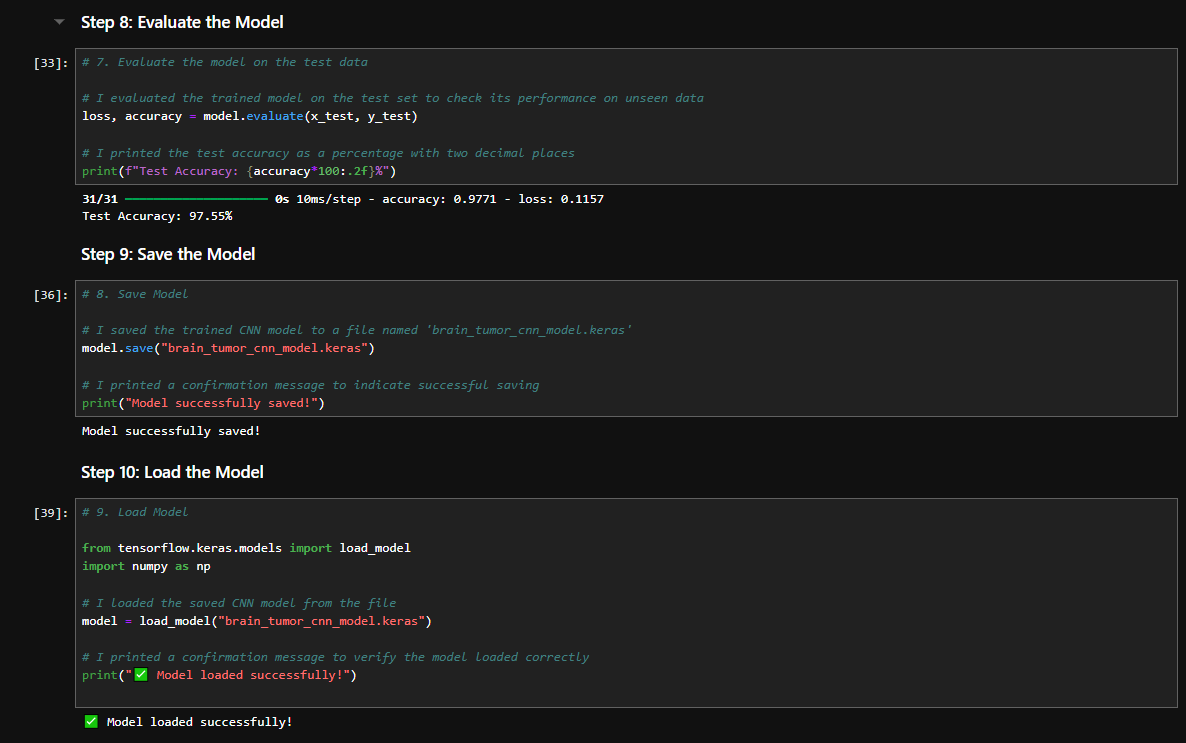 Step 8: Evaluate the Model
[33]:
# 7. Evaluate the model on the test data
# I evaluated the trained model on the test set to check its performance on unseen data
loss, accuracy = model.evaluate(x_test, y_test)
# I printed the test accuracy as a percentage with two decimal places
print(f"Test Accuracy: {accuracy*100:.2f}%")
31/31 ━━━━━━━━━━━━━━━━━━━━ 0s 10ms/step - accuracy: 0.9771 - loss: 0.1157
Test Accuracy: 97.55%
Step 9: Save the Model
[36]:
# 8. Save Model
# I saved the trained CNN model to a file named 'brain_tumor_cnn_model.keras'
model.save("brain_tumor_cnn_model.keras")
# I printed a confirmation message to indicate successful saving
print("Model successfully saved!")
Model successfully saved!
Step 10: Load the Model
[39]:
# 9. Load Model
from tensorflow.keras.models import load_model
import numpy as np
# I loaded the saved CNN model from the file
model = load_model("brain_tumor_cnn_model.keras")
# I printed a confirmation message to verify the model loaded correctly
print("✅ Model loaded successfully!")
✅ Model loaded successfully!